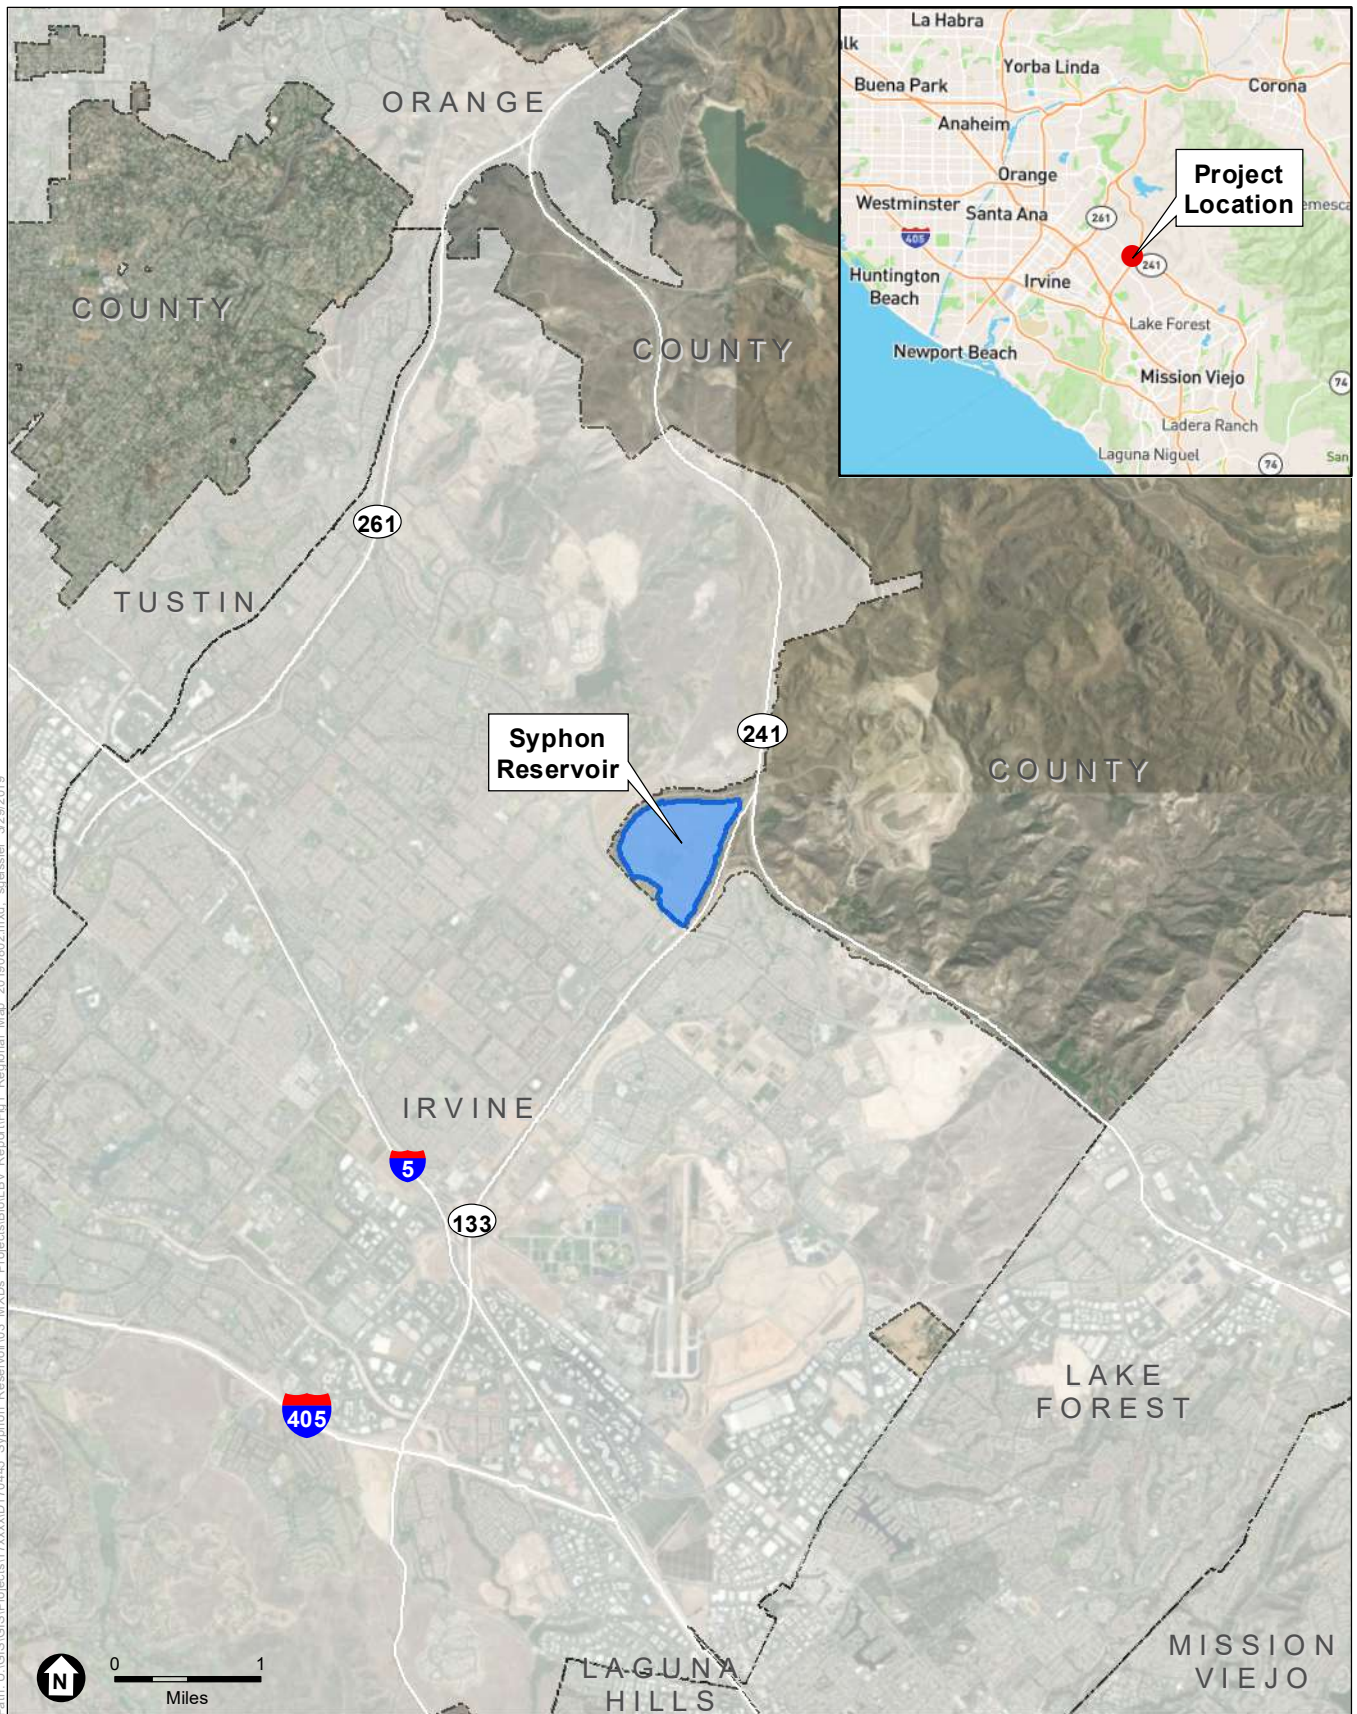 ORANGE
COUNTY
COUNTY
261
TUSTIN
241
Syphon
Reservoir
COUNTY
IRVINE
5
133
405
LAKE
FOREST
MISSION
VIEJO
LAGUNA
HILLS
N
0 1
Miles
La Habra
Yorba Linda
Buena Park
Corona
Anaheim
Orange
Project
Location
Westminster
Santa Ana
261
405
241
Huntington
Beach
Irvine
Lake Forest
Newport Beach
Mission Viejo
74
Ladera Ranch
Laguna Niguel
74
San